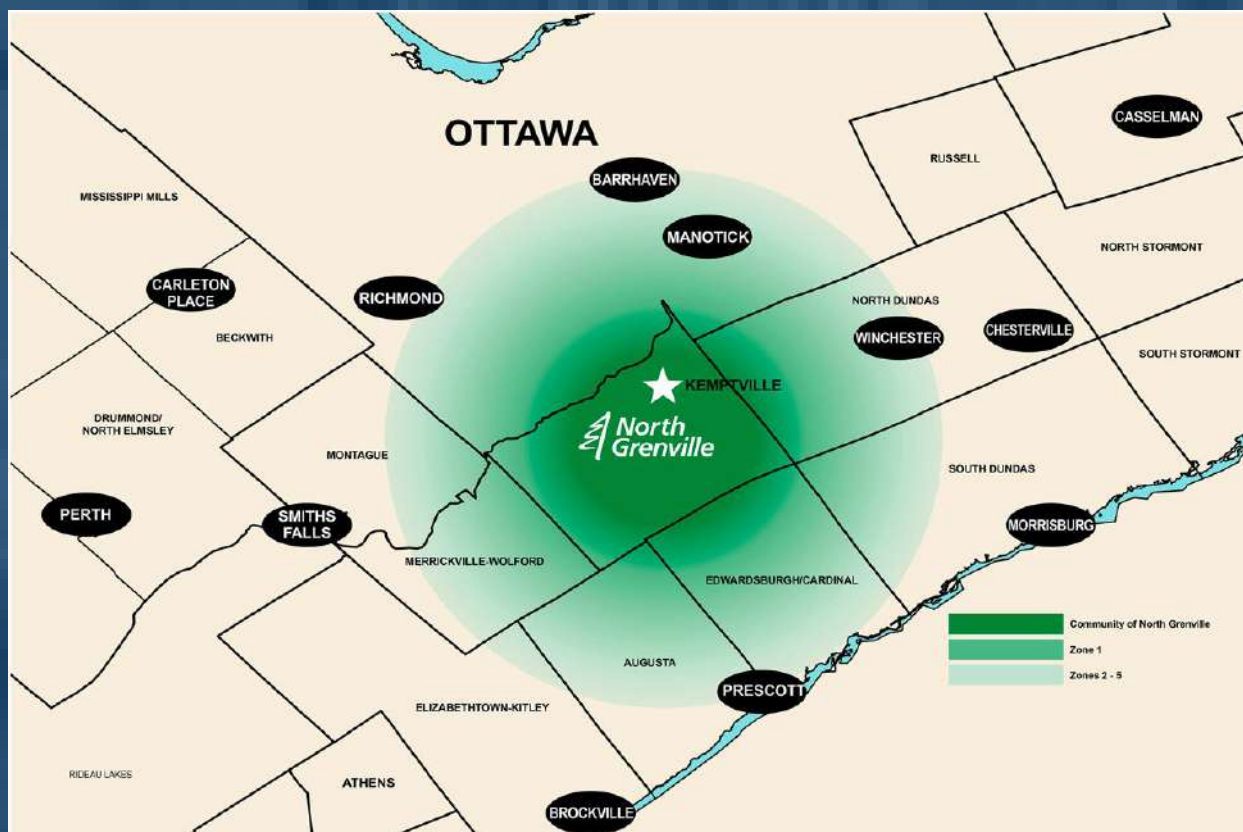 OTTAWA
CASSELMAN
RUSSELL
BARRHAVEN
MISSISSIPPI MILLS
MANOTICK
NORTH STORMONT
CARLETON
PLACE
RICHMOND
NORTH DUNDAS
BECKWITH
WINCHESTER
CHESTERVILLE
SOUTH STORMONT
KEMPTVILLE
North
Grenville
DRUMMOND/
NORTH ELMSLEY
MONTAGUE
SOUTH DUNDAS
PERTH
SMITHS
FALLS
MORRISBURG
MERRICKVILLE-WOLFORD
EDWARDSBURGH/CARDINAL
Community of North Grenville
Zone 1
Zones 2 - 5
AUGUSTA
PRESCOTT
ELIZABETHTOWN-KITLEY
RIDEAU LAKES
ATHENS
BROCKVILLE